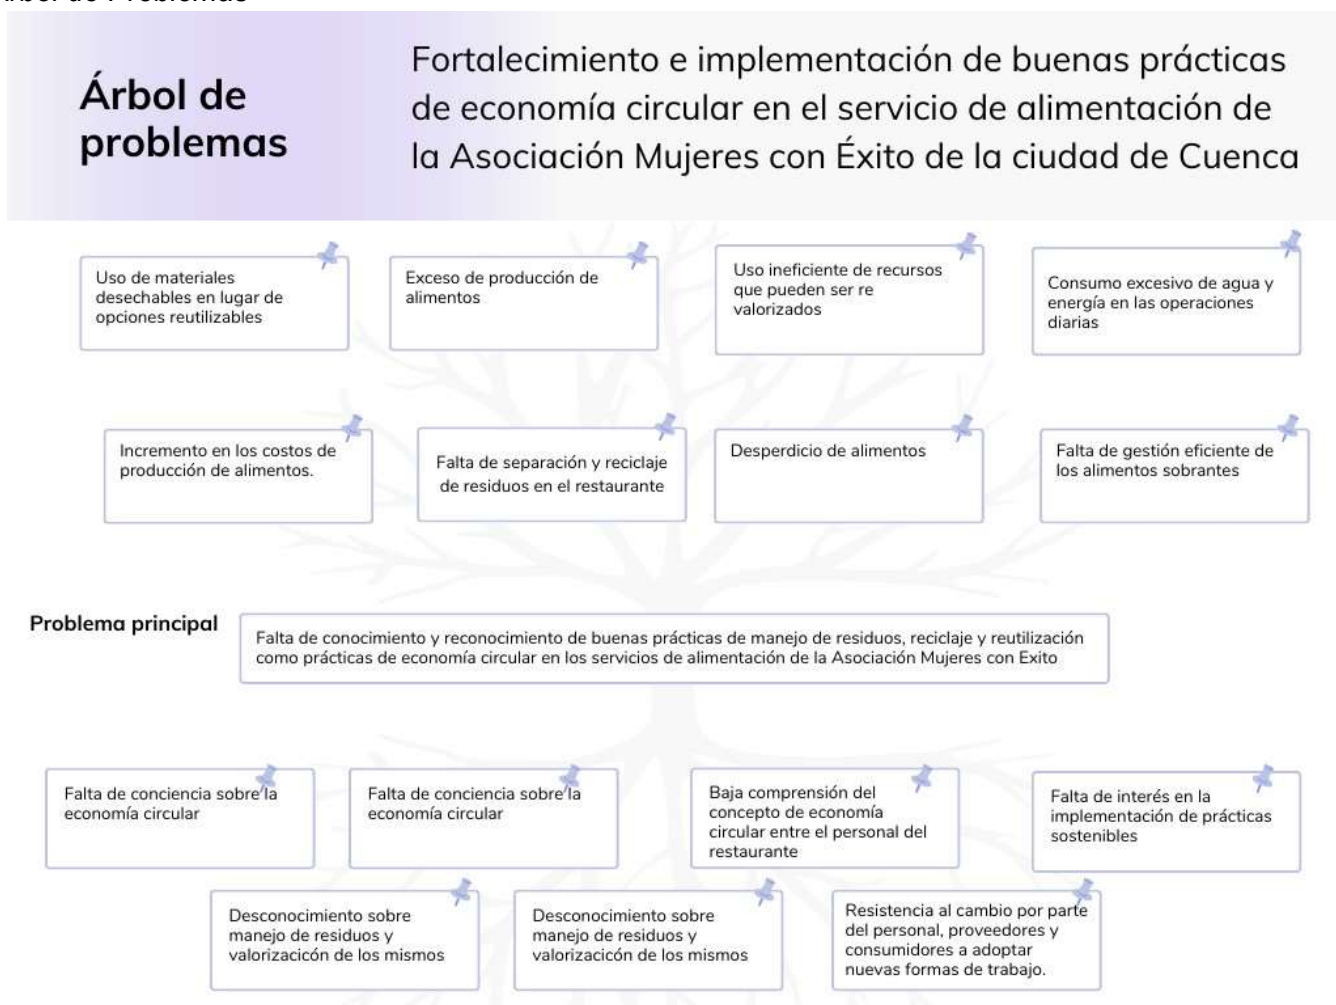 Árbol de Problemas
Árbol de
problemas
Fortalecimiento e implementación de buenas prácticas
de economía circular en el servicio de alimentación de
la Asociación Mujeres con Éxito de la ciudad de Cuenca
Uso de materiales
desechables en lugar de
opciones reutilizables
Exceso de producción de
alimentos
Uso ineficiente de recursos
que pueden ser re
valorizados
Consumo excesivo de agua y
energía en las operaciones
diarias
Incremento en los costos de
producción de alimentos.
Falta de separación y reciclaje
de residuos en el restaurante
Desperdicio de alimentos
Falta de gestión eficiente de
los alimentos sobrantes
Problema principal
Falta de conocimiento y reconocimiento de buenas prácticas de manejo de residuos, reciclaje y reutilización
como prácticas de economía circular en los servicios de alimentación de la Asociación Mujeres con Exito
Falta de conciencia sobre la
economía circular
Falta de conciencia sobre la
economía circular
Baja comprensión del
concepto de economía
circular entre el personal del
restaurante
Falta de interés en la
implementación de prácticas
sostenibles
Desconocimiento sobre
manejo de residuos y
valorizacicón de los mismos
Desconocimiento sobre
manejo de residuos y
valorizacicón de los mismos
Resistencia al cambio por parte
del personal, proveedores y
consumidores a adoptar
nuevas formas de trabajo.